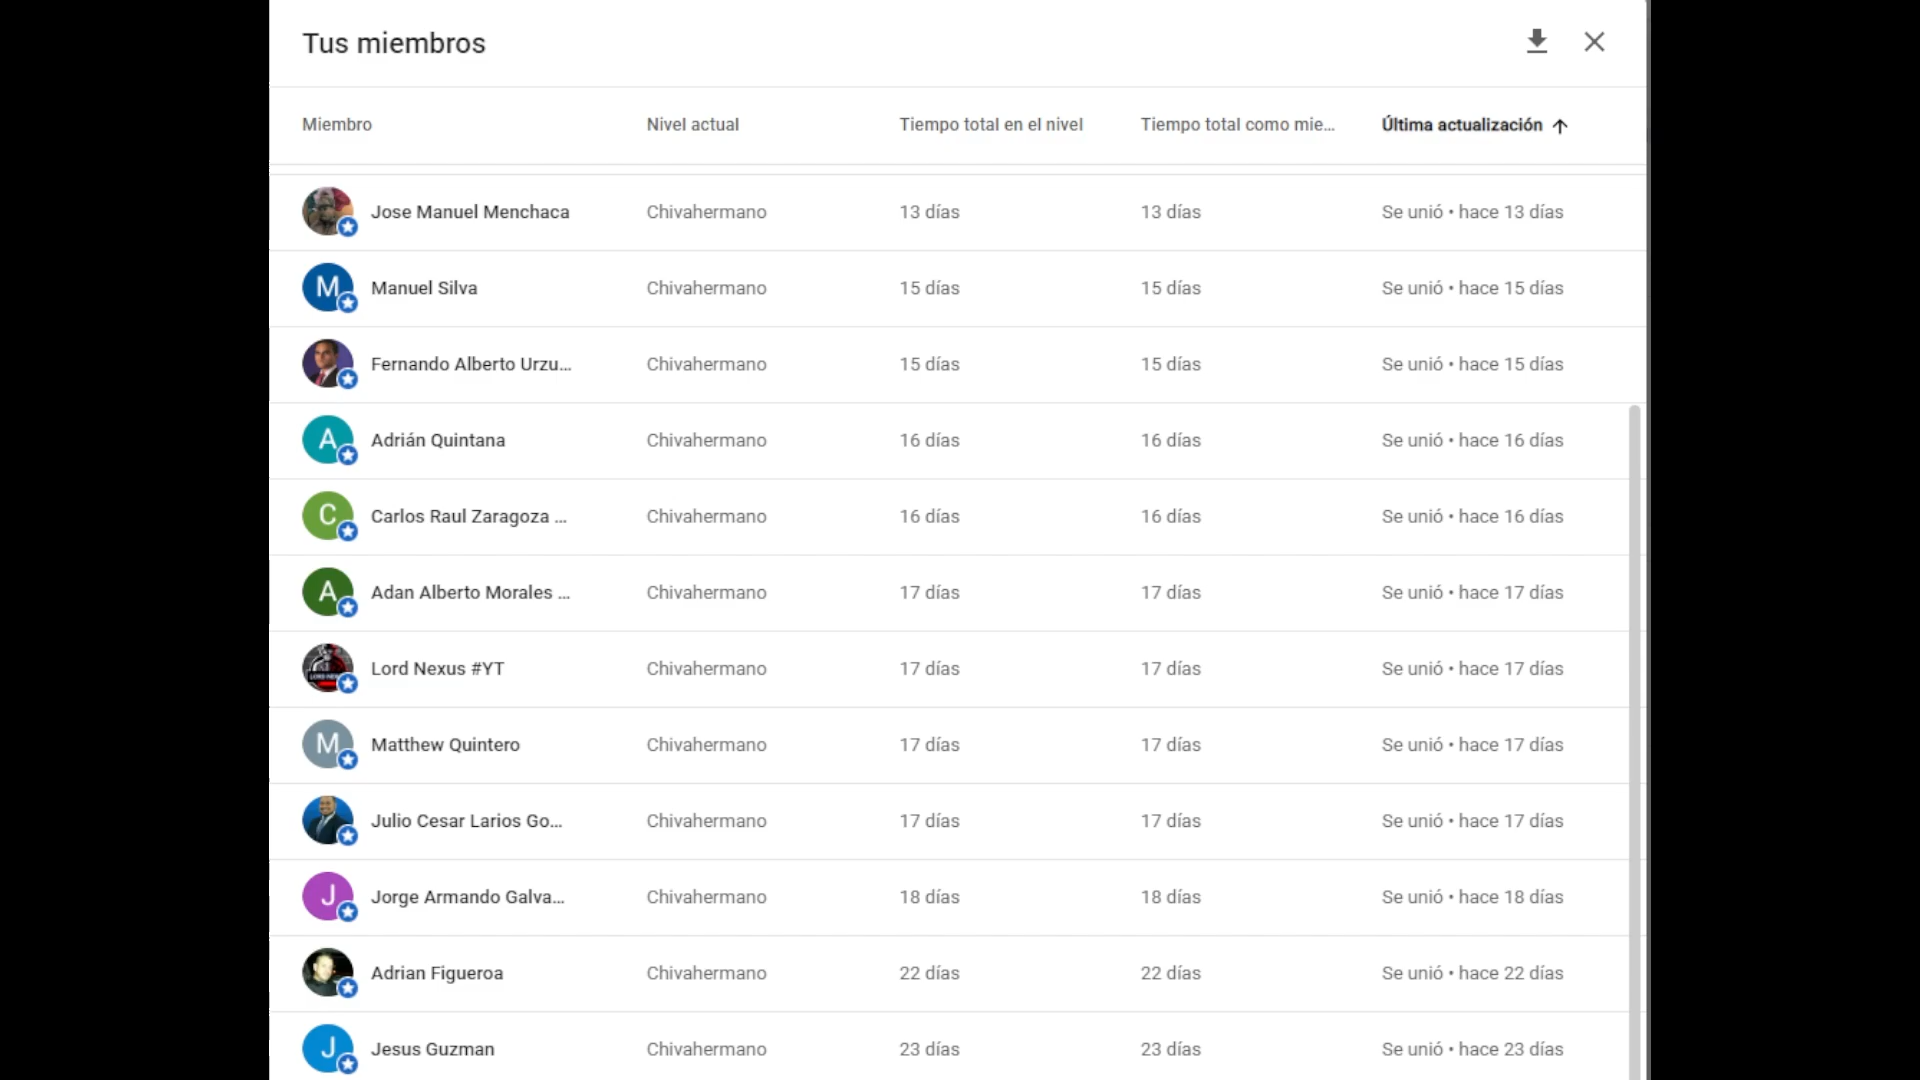 Tus miembros
Miembro Nivel actual Tiempo total en el nivel Tiempo total como mie... Última actualización
Jose Manuel Menchaca Chivahermano 13 días 13 días Se unió • hace 13 días
M Manuel Silva Chivahermano 15 días 15 días Se unió • hace 15 días
Fernando Alberto Urzu... Chivahermano 15 días 15 días Se unió • hace 15 días
A Adrián Quintana Chivahermano 16 días 16 días Se unió • hace 16 días
C Carlos Raul Zaragoza ... Chivahermano 16 días 16 días Se unió • hace 16 días
A Adan Alberto Morales ... Chivahermano 17 días 17 días Se unió • hace 17 días
Lord Nexus #YT Chivahermano 17 días 17 días Se unió • hace 17 días
M Matthew Quintero Chivahermano 17 días 17 días Se unió • hace 17 días
Julio Cesar Larios Go... Chivahermano 17 días 17 días Se unió • hace 17 días
J Jorge Armando Galva... Chivahermano 18 días 18 días Se unió • hace 18 días
Adrian Figueroa Chivahermano 22 días 22 días Se unió • hace 22 días
J Jesus Guzman Chivahermano 23 días 23 días Se unió • hace 23 días